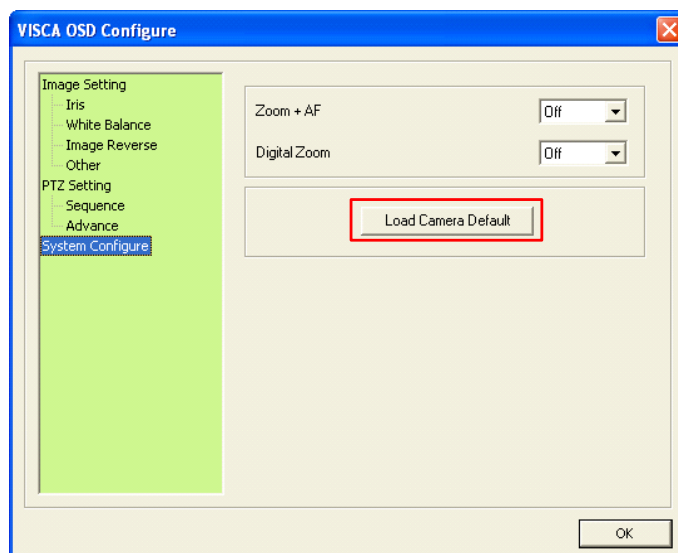 VISCA OSD Configure
Image Setting
Iris
White Balance
Image Reverse
Other
PTZ Setting
Sequence
Advance
System Configure
Zoom + AF
Off
Digital Zoom
Off
Load Camera Default
OK